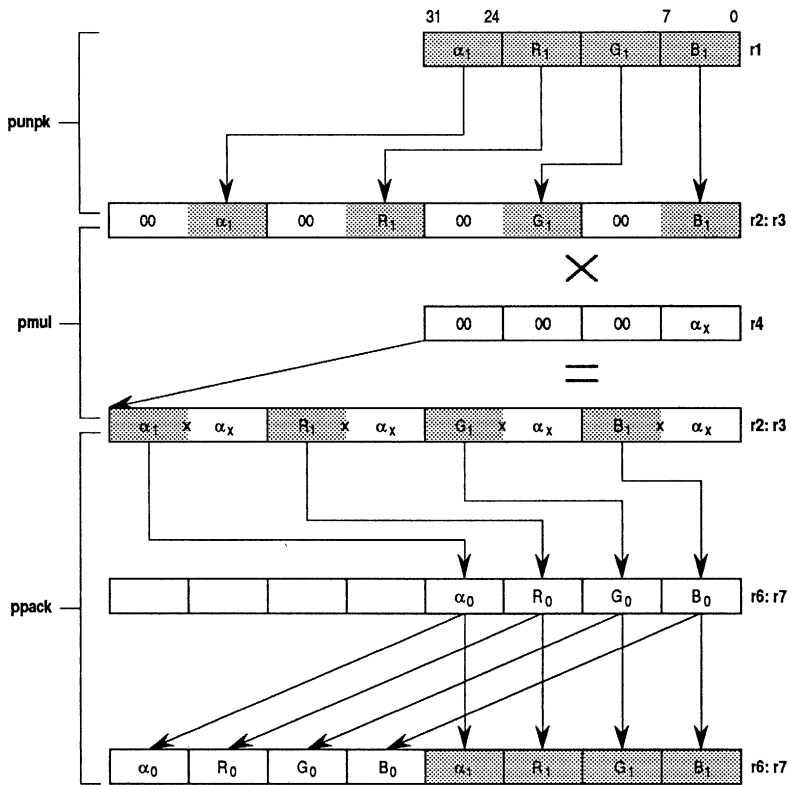 31 24 7 0
α1 R1 G1 B1 r1
punpk
00 α1 00 R1 00 G1 00 B1 r2: r3
×
pmul
00 00 00 αx r4
=
α1 x αx R1 x αx G1 x αx B1 x αx r2: r3
ppack
α0 R0 G0 B0 r6: r7
α0 R0 G0 B0 α1 R1 G1 B1 r6: r7